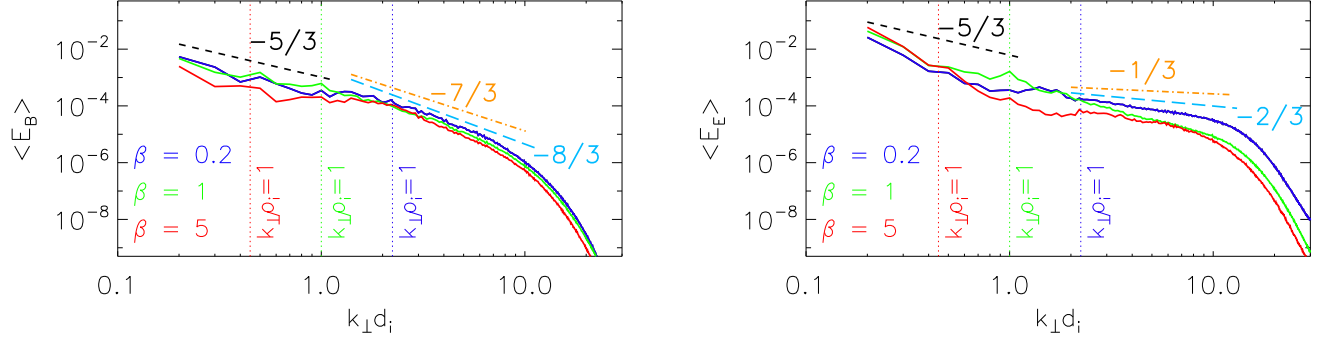 <E_B>
10⁻²
10⁻⁴
10⁻⁶
10⁻⁸
−5/3
−7/3
−8/3
β = 0.2
β = 1
β = 5
k⊥ρᵢ=1
k⊥ρᵢ=1
k⊥ρᵢ=1
0.1
1.0
10.0
k⊥dᵢ
<E_E>
10⁻²
10⁻⁴
10⁻⁶
10⁻⁸
−5/3
−1/3
−2/3
β = 0.2
β = 1
β = 5
k⊥ρᵢ=1
k⊥ρᵢ=1
k⊥ρᵢ=1
0.1
1.0
10.0
k⊥dᵢ